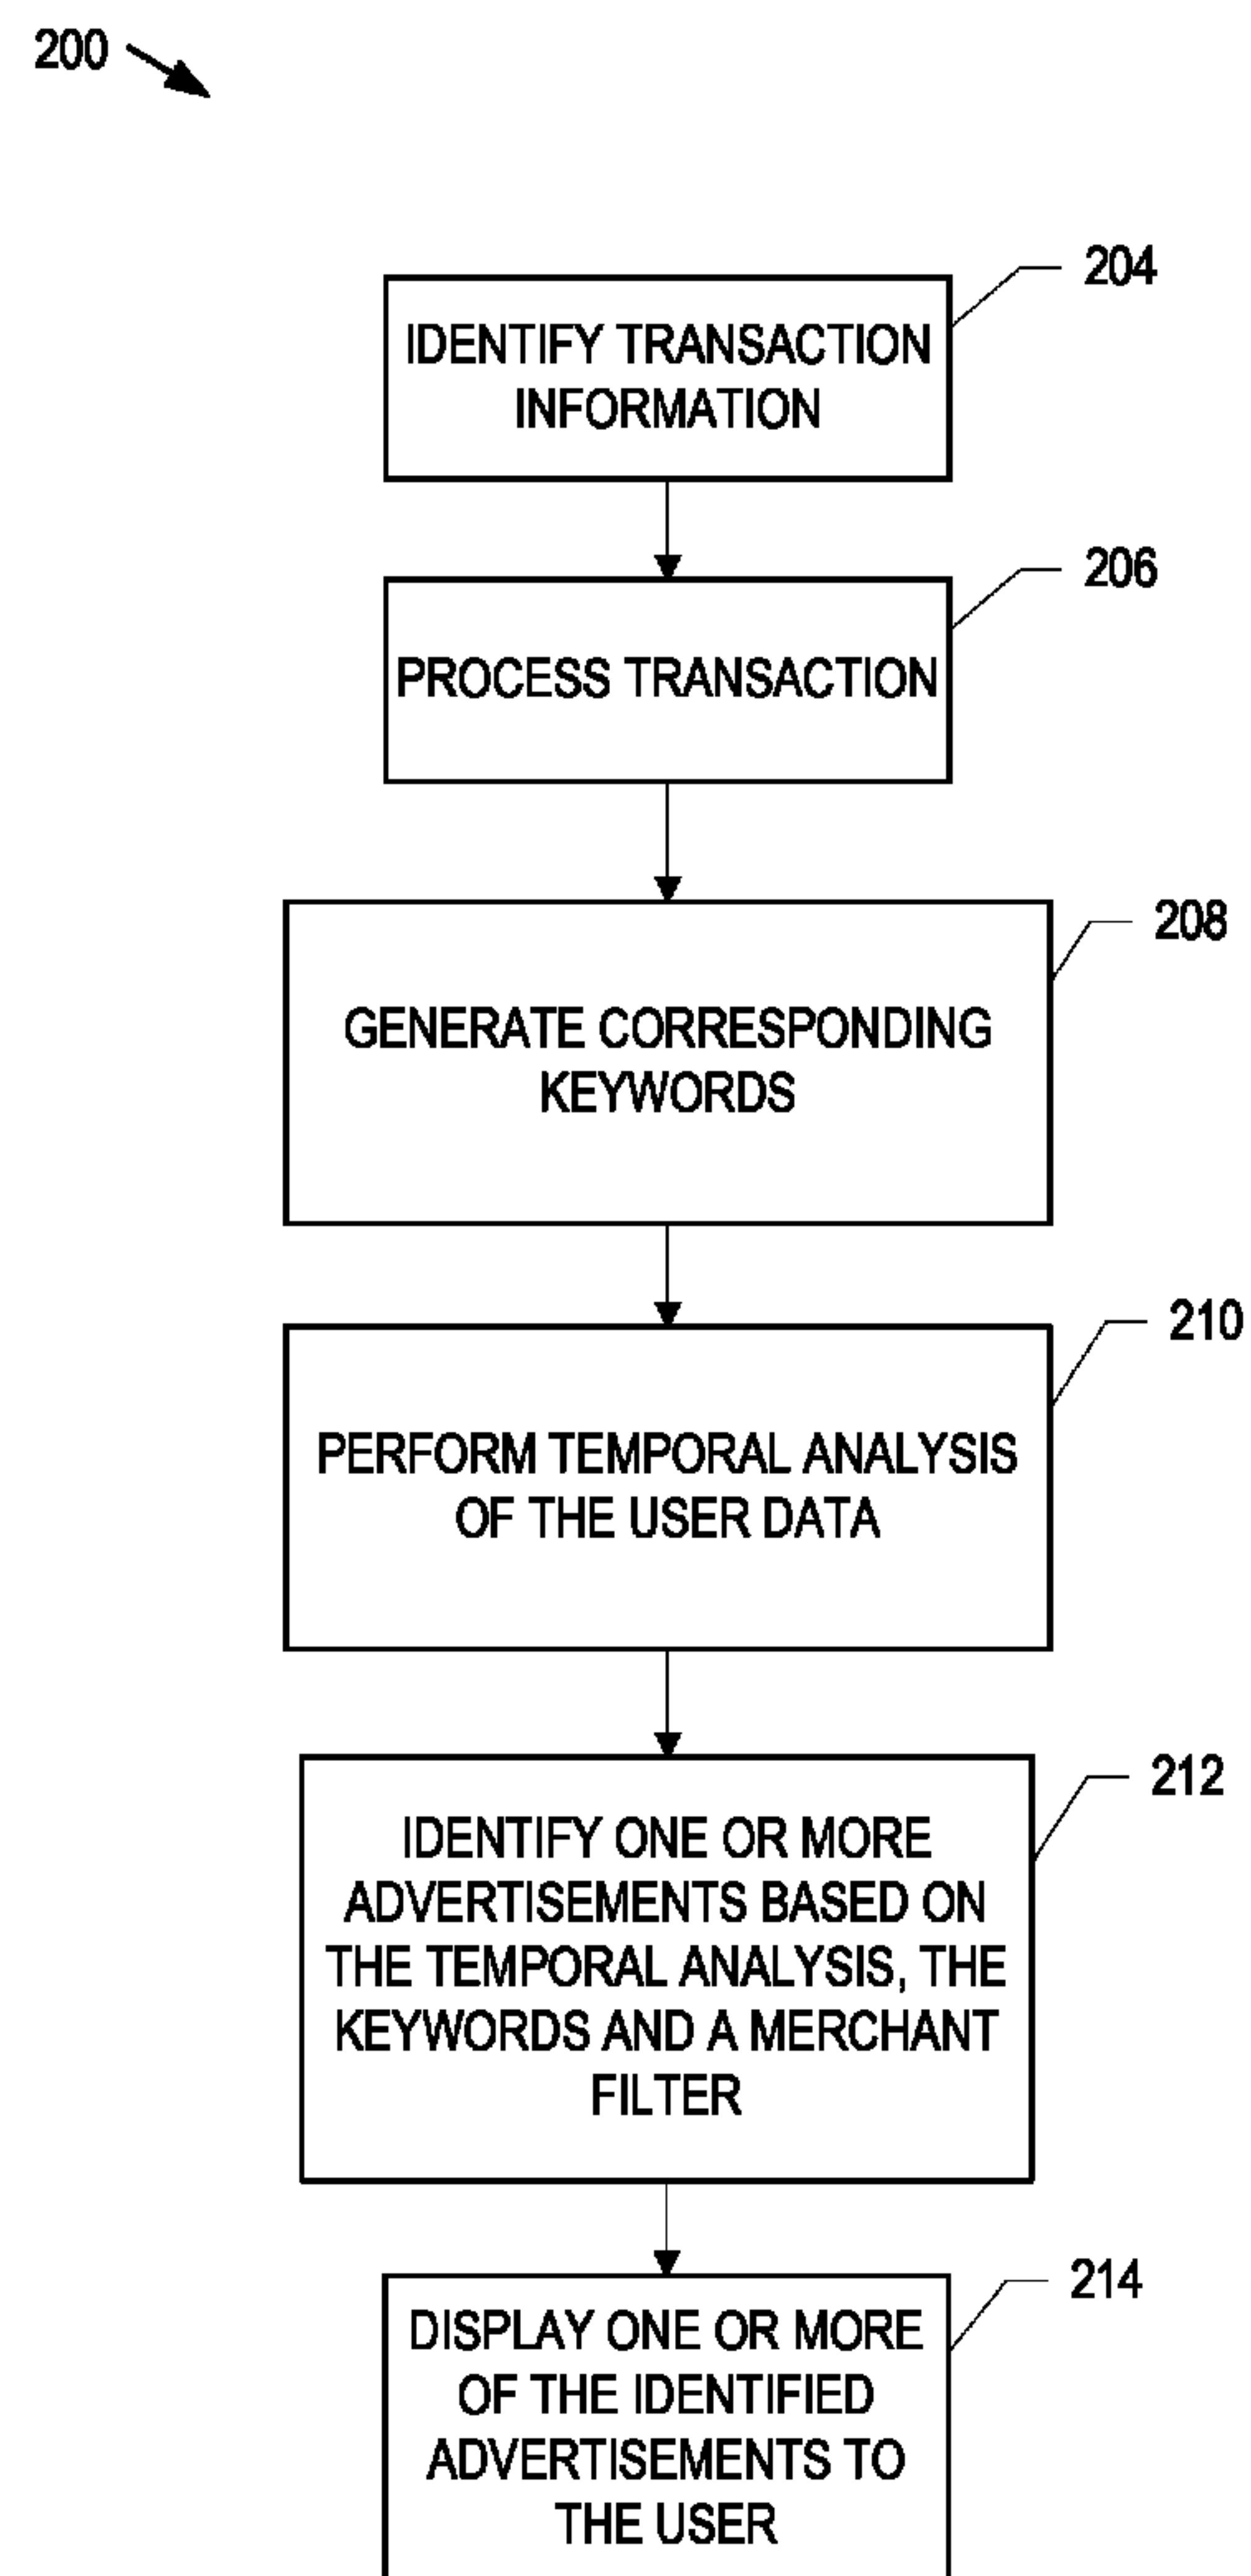 200
204
IDENTIFY TRANSACTION
INFORMATION
206
PROCESS TRANSACTION
208
GENERATE CORRESPONDING
KEYWORDS
210
PERFORM TEMPORAL ANALYSIS
OF THE USER DATA
212
IDENTIFY ONE OR MORE
ADVERTISEMENTS BASED ON
THE TEMPORAL ANALYSIS, THE
KEYWORDS AND A MERCHANT
FILTER
214
DISPLAY ONE OR MORE
OF THE IDENTIFIED
ADVERTISEMENTS TO
THE USER